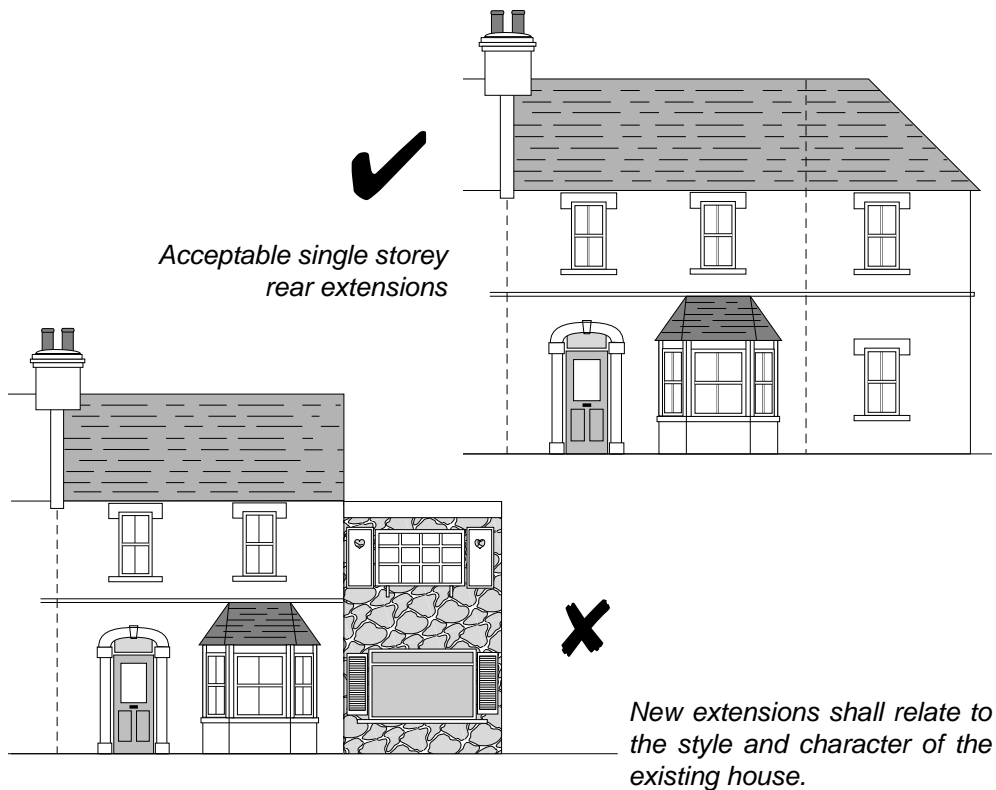 Acceptable single storey
rear extensions
New extensions shall relate to
the style and character of the
existing house.